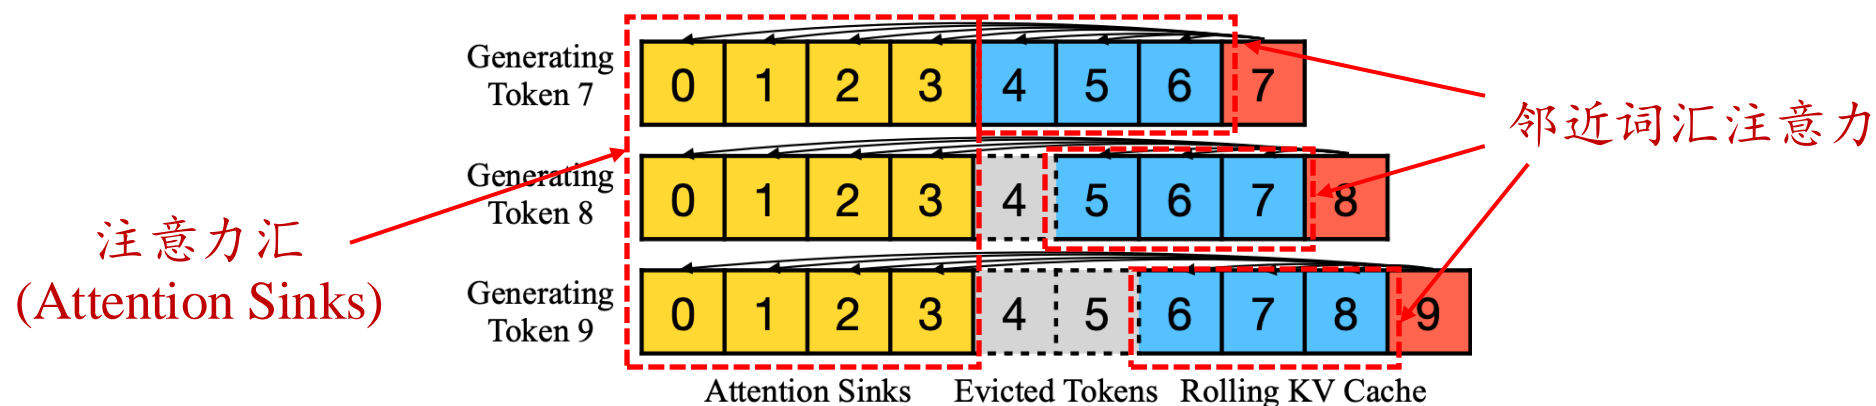 Generating
Token 7
0 1 2 3 4 5 6 7
邻近词汇注意力
Generating
Token 8
0 1 2 3 4 5 6 7 8
注意力汇
(Attention Sinks)
Generating
Token 9
0 1 2 3 4 5 6 7 8 9
Attention Sinks Evicted Tokens Rolling KV Cache